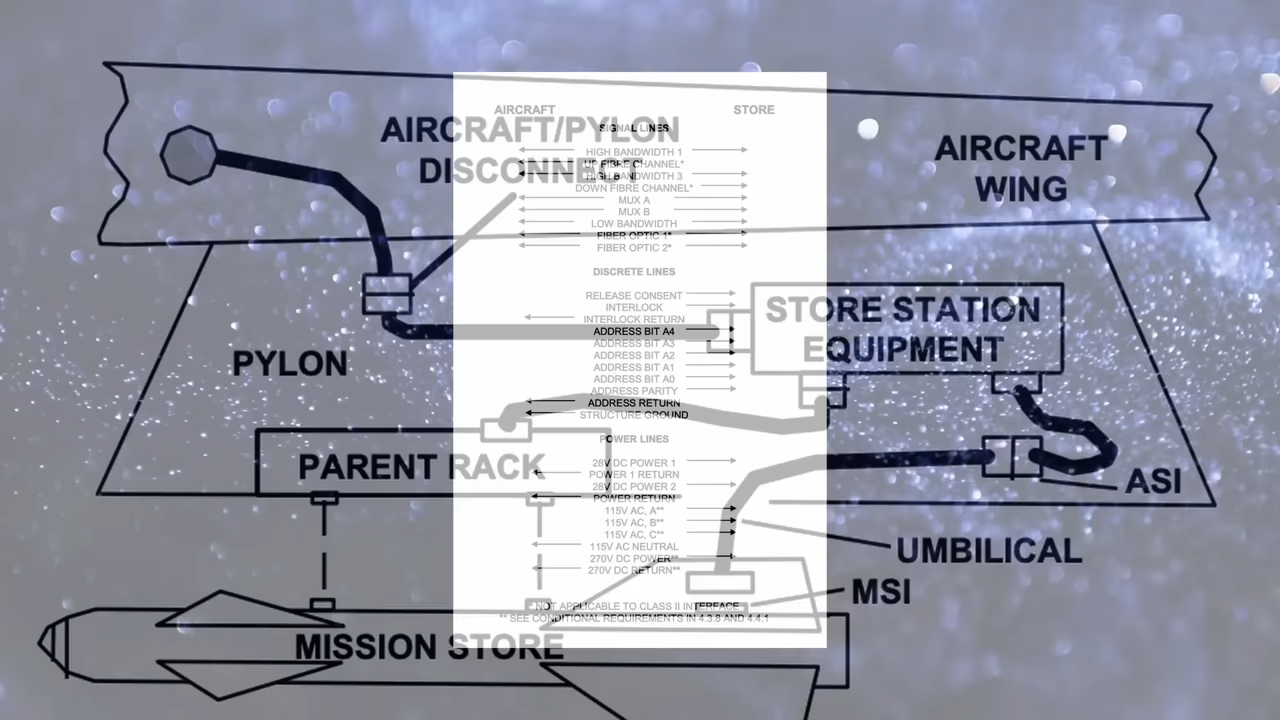 AIRCRAFT/PYLON
DISCONNECT
AIRCRAFT
WING
STORE STATION
EQUIPMENT
PYLON
PARENT RACK
ASI
UMBILICAL
MSI
MISSION STORE
AIRCRAFT STORE
SIGNAL LINES
HIGH BANDWIDTH 1
UP FIBRE CHANNEL*
HIGH BANDWIDTH 3
DOWN FIBRE CHANNEL*
MUX A
MUX B
LOW BANDWIDTH
FIBER OPTIC 1*
FIBER OPTIC 2*
DISCRETE LINES
RELEASE CONSENT
INTERLOCK
INTERLOCK RETURN
ADDRESS BIT A4
ADDRESS BIT A3
ADDRESS BIT A2
ADDRESS BIT A1
ADDRESS BIT A0
ADDRESS PARITY
ADDRESS RETURN
STRUCTURE GROUND
POWER LINES
28V DC POWER 1
POWER 1 RETURN
28V DC POWER 2
POWER RETURN
115V AC, A**
115V AC, B**
115V AC, C**
115V AC NEUTRAL
270V DC POWER**
270V DC RETURN**
NOT APPLICABLE TO CLASS II INTERFACE
** SEE CONDITIONAL REQUIREMENTS IN 4.3.8 AND 4.4.1